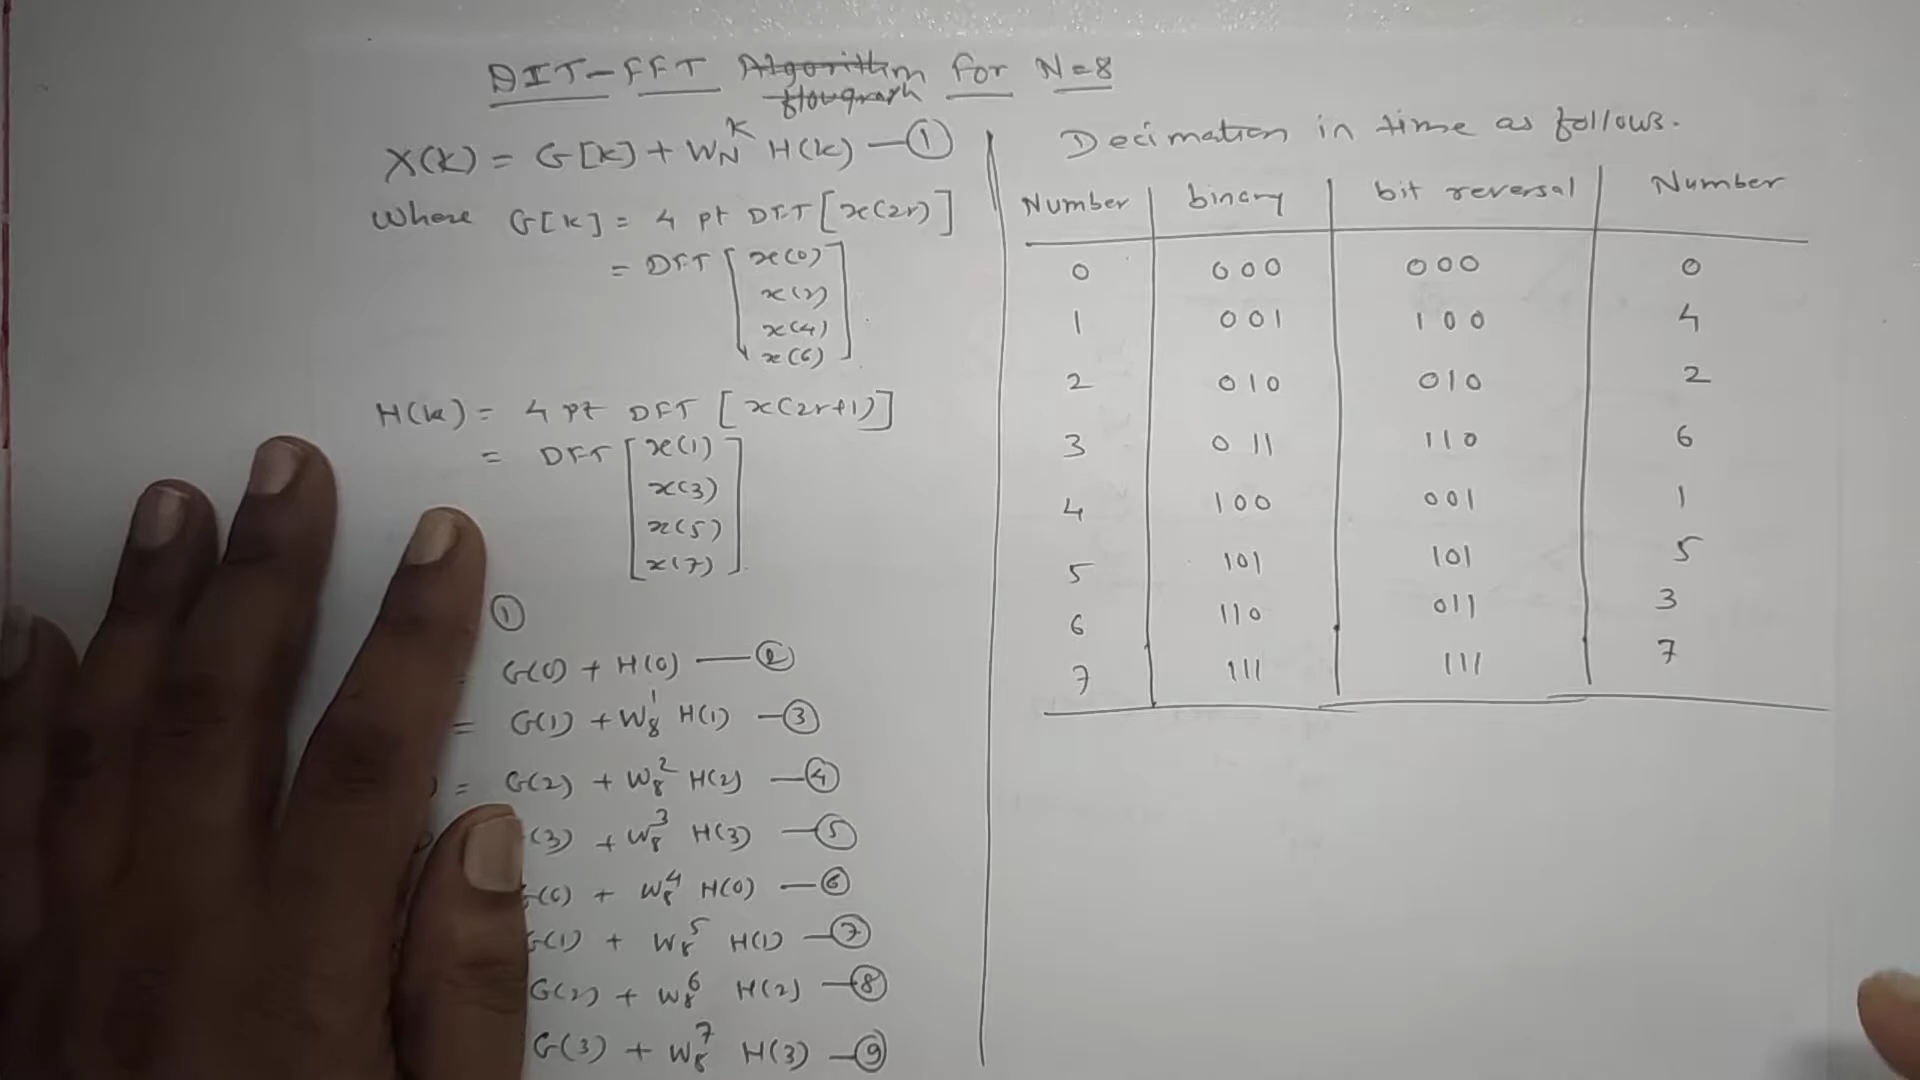 DIT-FFT Algorithm for N=8
flowgraph
X(k) = G[k] + W_N^k H(k) — ①
Where G[k] = 4 pt DFT [x(2r)]
= DFT [x(0)
x(2)
x(4)
x(6)]
H(k) = 4 pt DFT [x(2r+1)]
= DFT [x(1)
x(3)
x(5)
x(7)]
①
= G(0) + H(0) — ②
= G(1) + W_8^1 H(1) — ③
) = G(2) + W_8^2 H(2) — ④
(3) + W_8^3 H(3) — ⑤
G(0) + W_8^4 H(0) — ⑥
G(1) + W_8^5 H(1) — ⑦
G(2) + W_8^6 H(2) — ⑧
G(3) + W_8^7 H(3) — ⑨
Decimation in time as follows.
Number | binary | bit reversal | Number
0 | 000 | 000 | 0
1 | 001 | 100 | 4
2 | 010 | 010 | 2
3 | 011 | 110 | 6
4 | 100 | 001 | 1
5 | 101 | 101 | 5
6 | 110 | 011 | 3
7 | 111 | 111 | 7